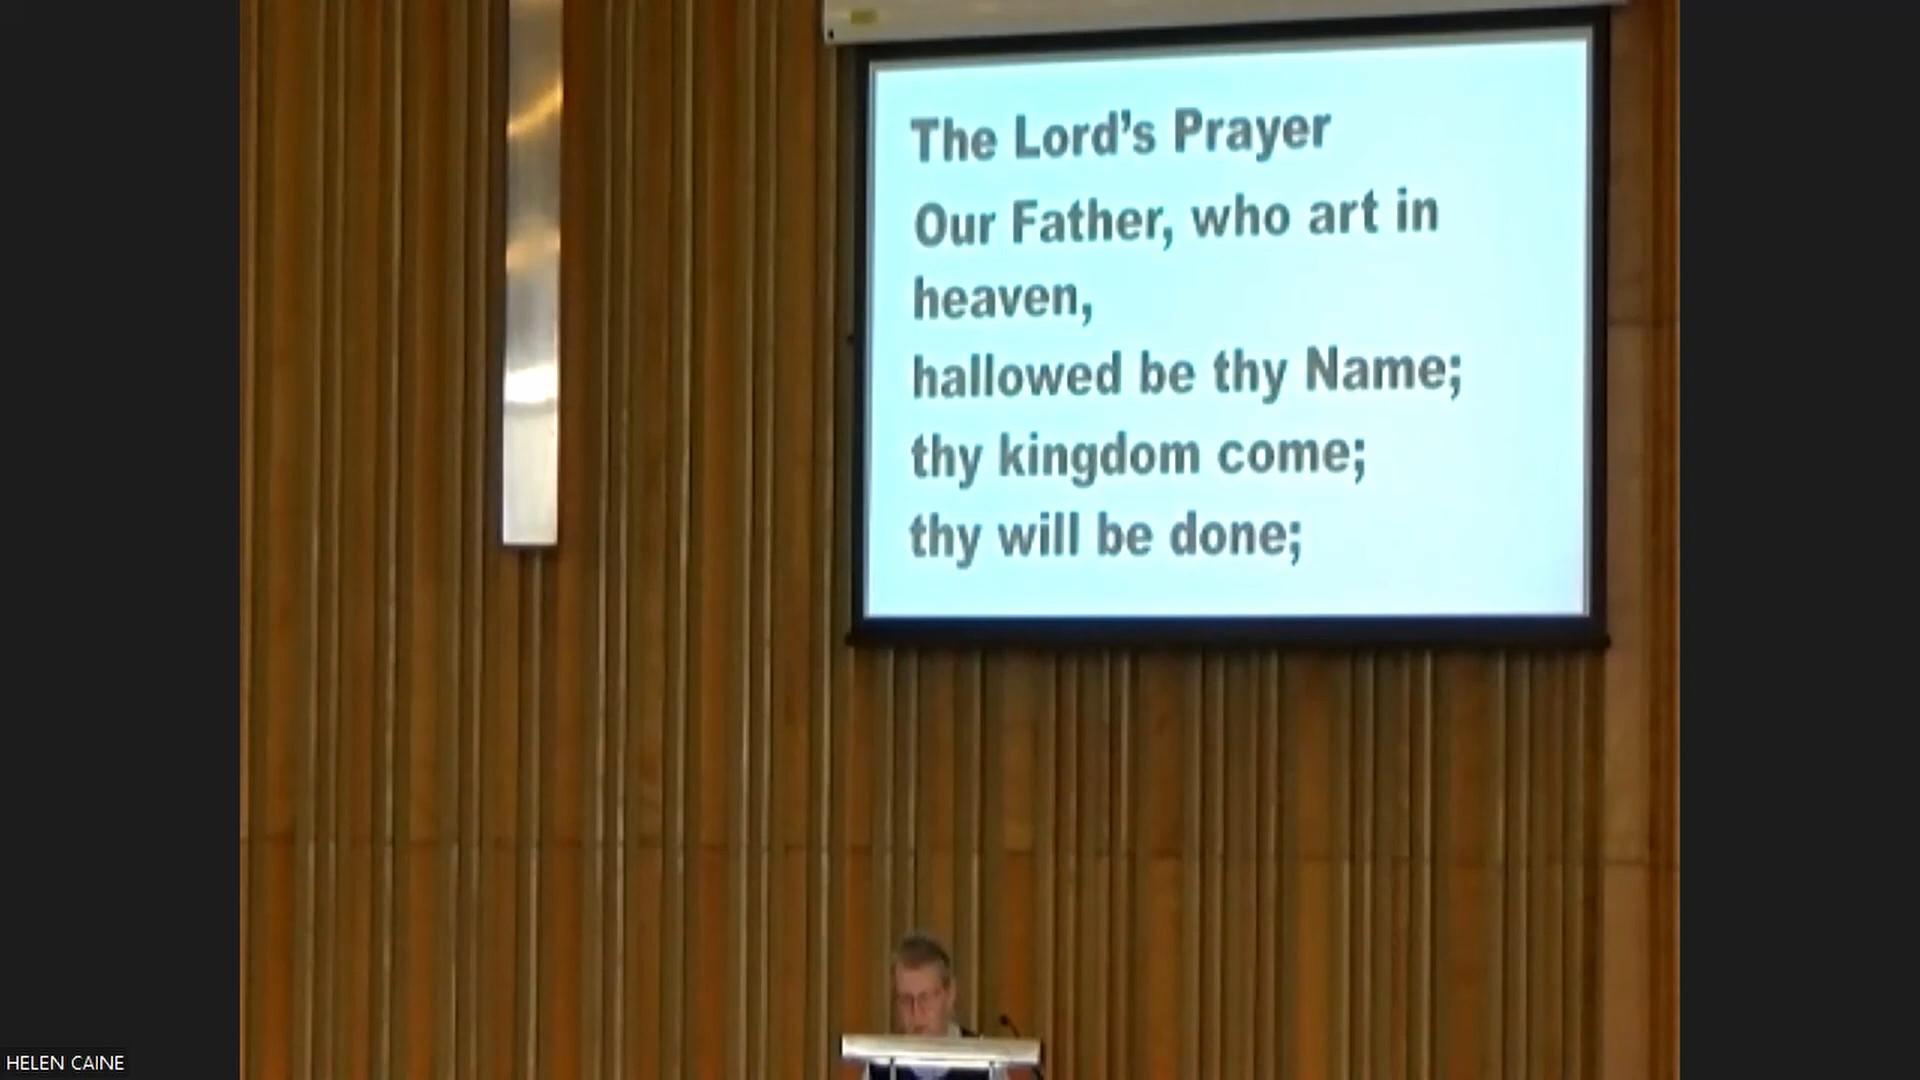 The Lord's Prayer
Our Father, who art in
heaven,
hallowed be thy Name;
thy kingdom come;
thy will be done;
HELEN CAINE